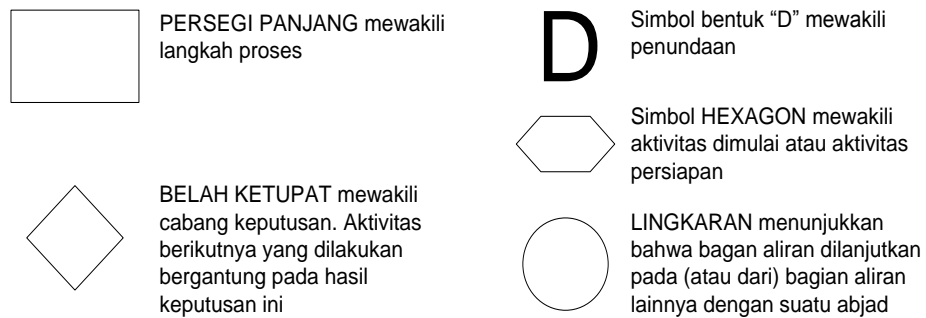 PERSEGI PANJANG mewakili
langkah proses
BELAH KETUPAT mewakili
cabang keputusan. Aktivitas
berikutnya yang dilakukan
bergantung pada hasil
keputusan ini
D
Simbol bentuk “D” mewakili
penundaan
Simbol HEXAGON mewakili
aktivitas dimulai atau aktivitas
persiapan
LINGKARAN menunjukkan
bahwa bagan aliran dilanjutkan
pada (atau dari) bagian aliran
lainnya dengan suatu abjad